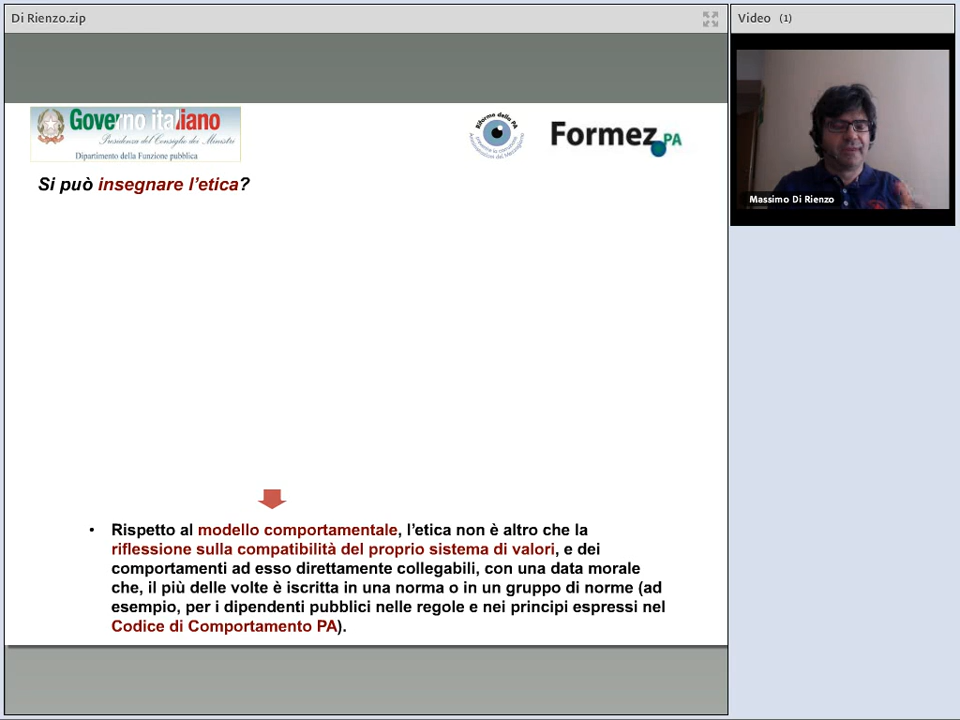 Di Rienzo.zip
Video (1)
Governo italiano
Presidenza del Consiglio dei Ministri
Dipartimento della Funzione pubblica
Riforma della PA
Formez PA
Massimo Di Rienzo
Si può insegnare l'etica?
• Rispetto al modello comportamentale, l'etica non è altro che la
riflessione sulla compatibilità del proprio sistema di valori, e dei
comportamenti ad esso direttamente collegabili, con una data morale
che, il più delle volte è iscritta in una norma o in un gruppo di norme (ad
esempio, per i dipendenti pubblici nelle regole e nei principi espressi nel
Codice di Comportamento PA).